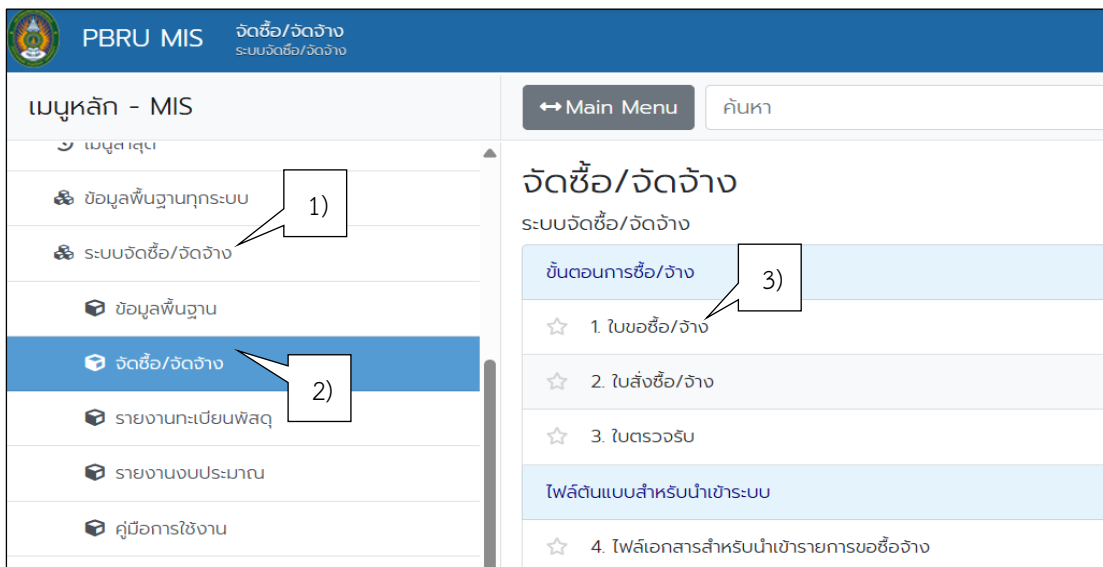 PBRU MIS
จัดซื้อ/จัดจ้าง
ระบบจัดซื้อ/จัดจ้าง
เมนูหลัก - MIS
เมนูล่าสุด
ข้อมูลพื้นฐานทุกระบบ
1)
ระบบจัดซื้อ/จัดจ้าง
ข้อมูลพื้นฐาน
จัดซื้อ/จัดจ้าง
2)
รายงานทะเบียนพัสดุ
รายงานงบประมาณ
คู่มือการใช้งาน
Main Menu
ค้นหา
จัดซื้อ/จัดจ้าง
ระบบจัดซื้อ/จัดจ้าง
ขั้นตอนการซื้อ/จ้าง
3)
1. ใบขอซื้อ/จ้าง
2. ใบสั่งซื้อ/จ้าง
3. ใบตรวจรับ
ไฟล์ต้นแบบสำหรับนำเข้าระบบ
4. ไฟล์เอกสารสำหรับนำเข้ารายการขอซื้อจ้าง